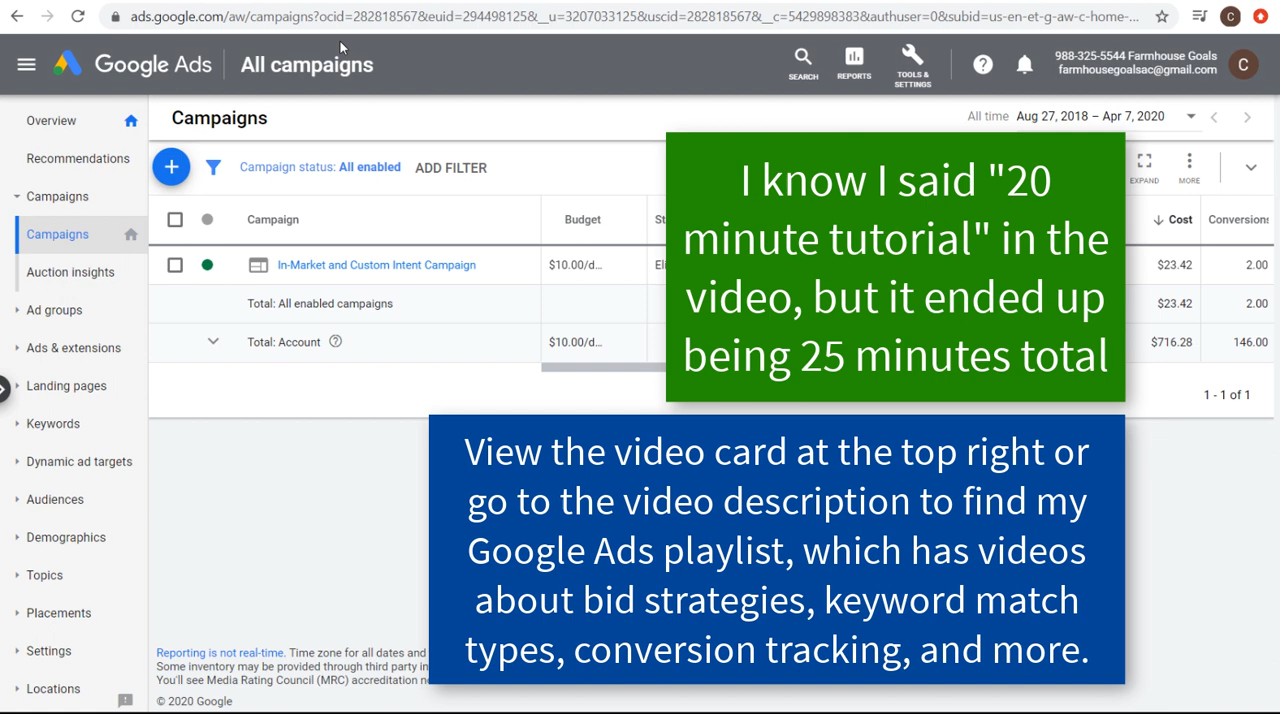 ads.google.com/aw/campaigns?ocid=282818567&euid=294493125&__u=3207033125&uscid=282818567&__c=5429898383&authuser=0&subid=us-en-et-g-aw-c-home-...
C
Google Ads
All campaigns
SEARCH
REPORTS
TOOLS &
SETTINGS
988-325-5544 Farmhouse Goals
farmhousegoalsac@gmail.com
C
Overview
Recommendations
Campaigns
Campaigns
Auction insights
Ad groups
Ads & extensions
Landing pages
Keywords
Dynamic ad targets
Audiences
Demographics
Topics
Placements
Settings
Locations
Campaigns
All time Aug 27, 2018 – Apr 7, 2020
Campaign status: All enabled ADD FILTER
EXPAND
MORE
Campaign Budget St Cost Conversions
In-Market and Custom Intent Campaign $10.00/d... Eli $23.42 2.00
Total: All enabled campaigns $23.42 2.00
Total: Account $10.00/d... $716.28 146.00
1 - 1 of 1
I know I said "20
minute tutorial" in the
video, but it ended up
being 25 minutes total
View the video card at the top right or
go to the video description to find my
Google Ads playlist, which has videos
about bid strategies, keyword match
types, conversion tracking, and more.
Reporting is not real-time. Time zone for all dates and
Some inventory may be provided through third party in
You'll see Media Rating Council (MRC) accreditation n
© 2020 Google